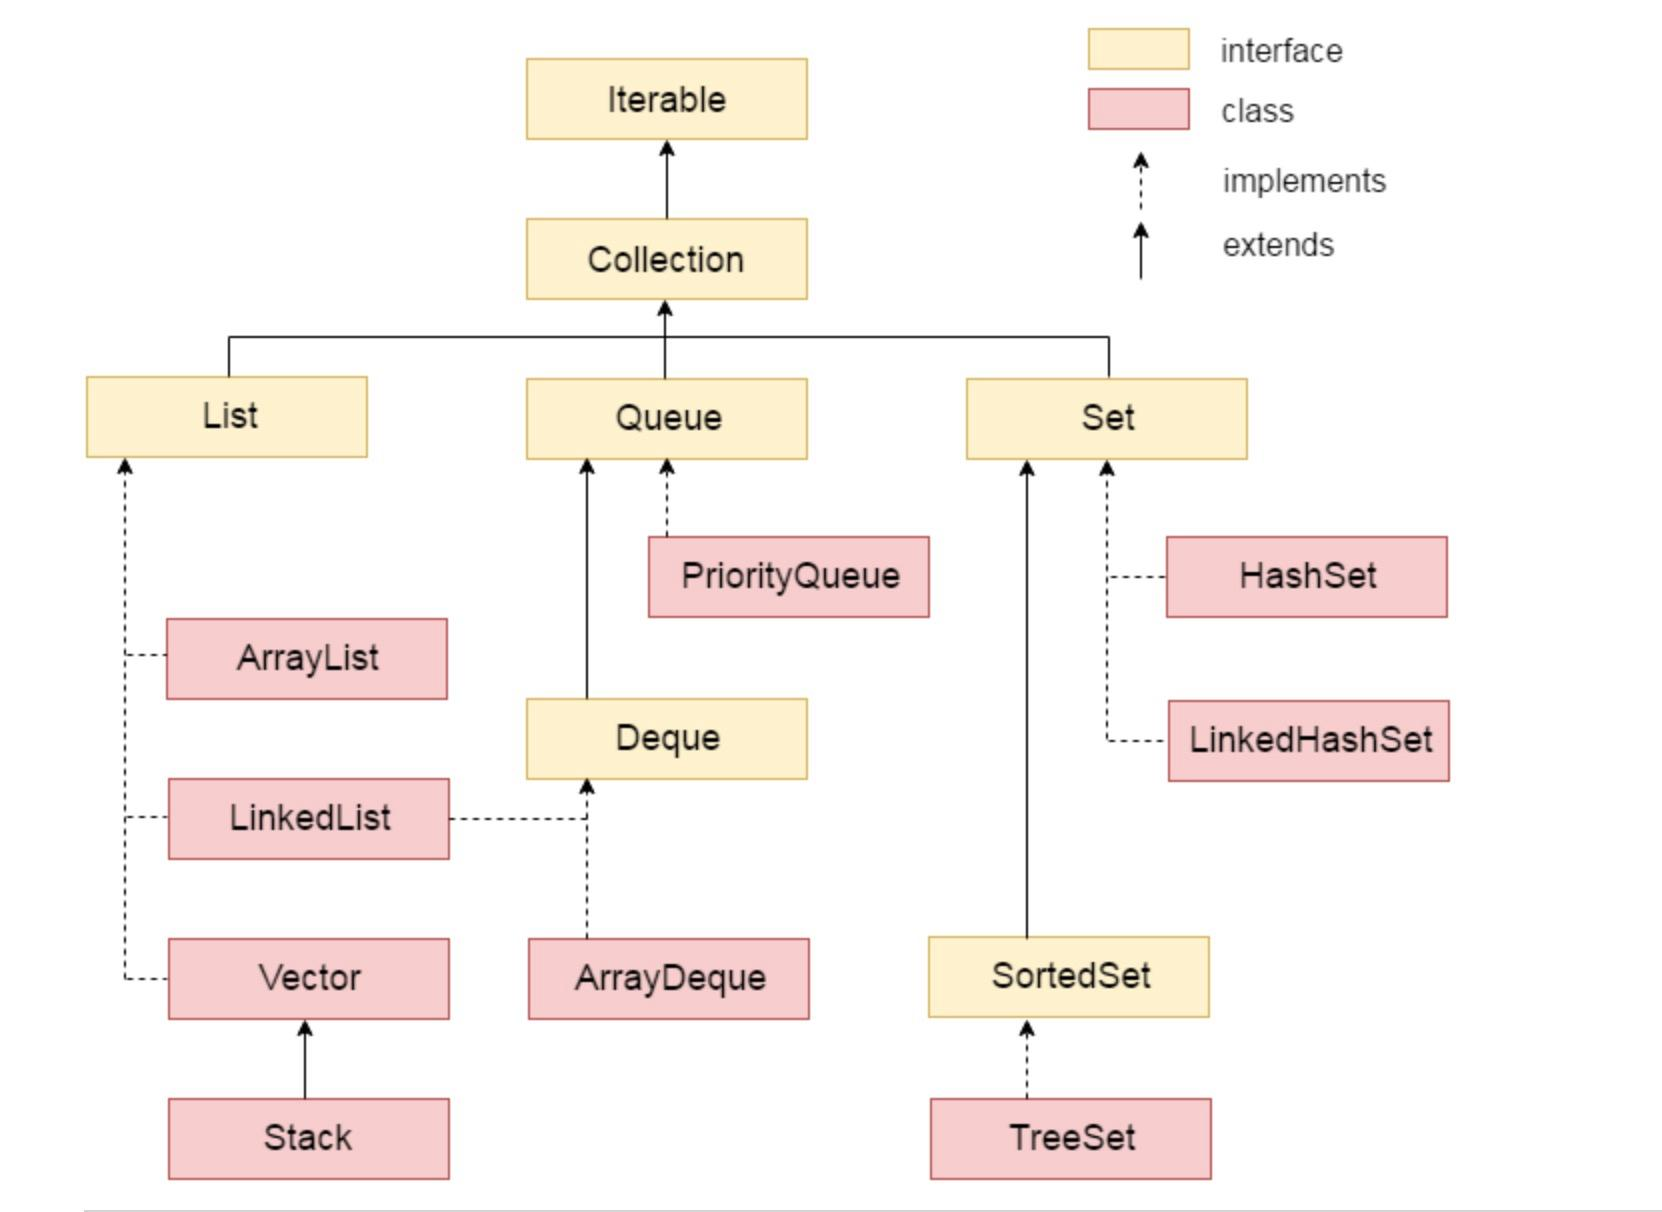 interface
Iterable
class
implements
Collection
extends
List
Queue
Set
PriorityQueue
HashSet
ArrayList
Deque
LinkedHashSet
LinkedList
Vector
ArrayDeque
SortedSet
Stack
TreeSet